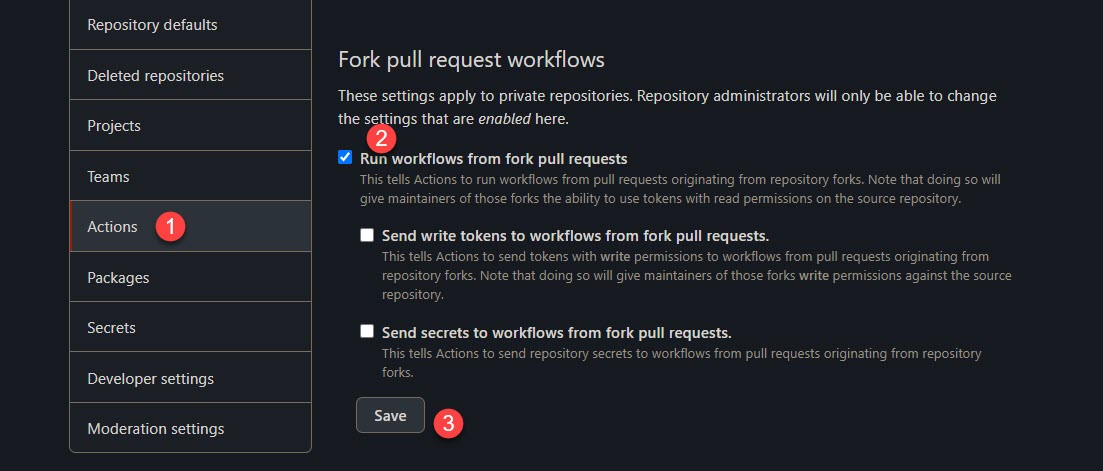 Repository defaults
Deleted repositories
Projects
Teams
Actions
1
Packages
Secrets
Developer settings
Moderation settings
Fork pull request workflows
These settings apply to private repositories. Repository administrators will only be able to change
the settings that are enabled here.
2
Run workflows from fork pull requests
This tells Actions to run workflows from pull requests originating from repository forks. Note that doing so will
give maintainers of those forks the ability to use tokens with read permissions on the source repository.
Send write tokens to workflows from fork pull requests.
This tells Actions to send tokens with write permissions to workflows from pull requests originating from
repository forks. Note that doing so will give maintainers of those forks write permissions against the source
repository.
Send secrets to workflows from fork pull requests.
This tells Actions to send repository secrets to workflows from pull requests originating from repository
forks.
Save
3